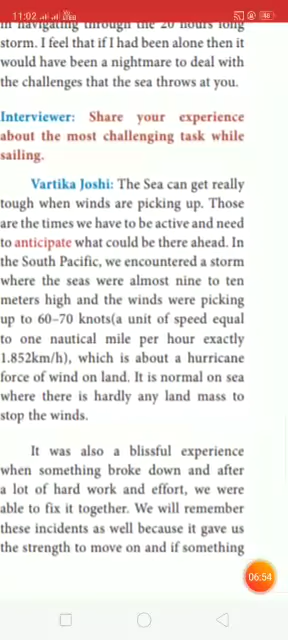 11:02
48
in navigating through the 20 hours long
storm. I feel that if I had been alone then it
would have been a nightmare to deal with
the challenges that the sea throws at you.
Interviewer: Share your experience
about the most challenging task while
sailing.
Vartika Joshi: The Sea can get really
tough when winds are picking up. Those
are the times we have to be active and need
to anticipate what could be there ahead. In
the South Pacific, we encountered a storm
where the seas were almost nine to ten
meters high and the winds were picking
up to 60–70 knots(a unit of speed equal
to one nautical mile per hour exactly
1.852km/h), which is about a hurricane
force of wind on land. It is normal on sea
where there is hardly any land mass to
stop the winds.
It was also a blissful experience
when something broke down and after
a lot of hard work and effort, we were
able to fix it together. We will remember
these incidents as well because it gave us
the strength to move on and if something
06:54